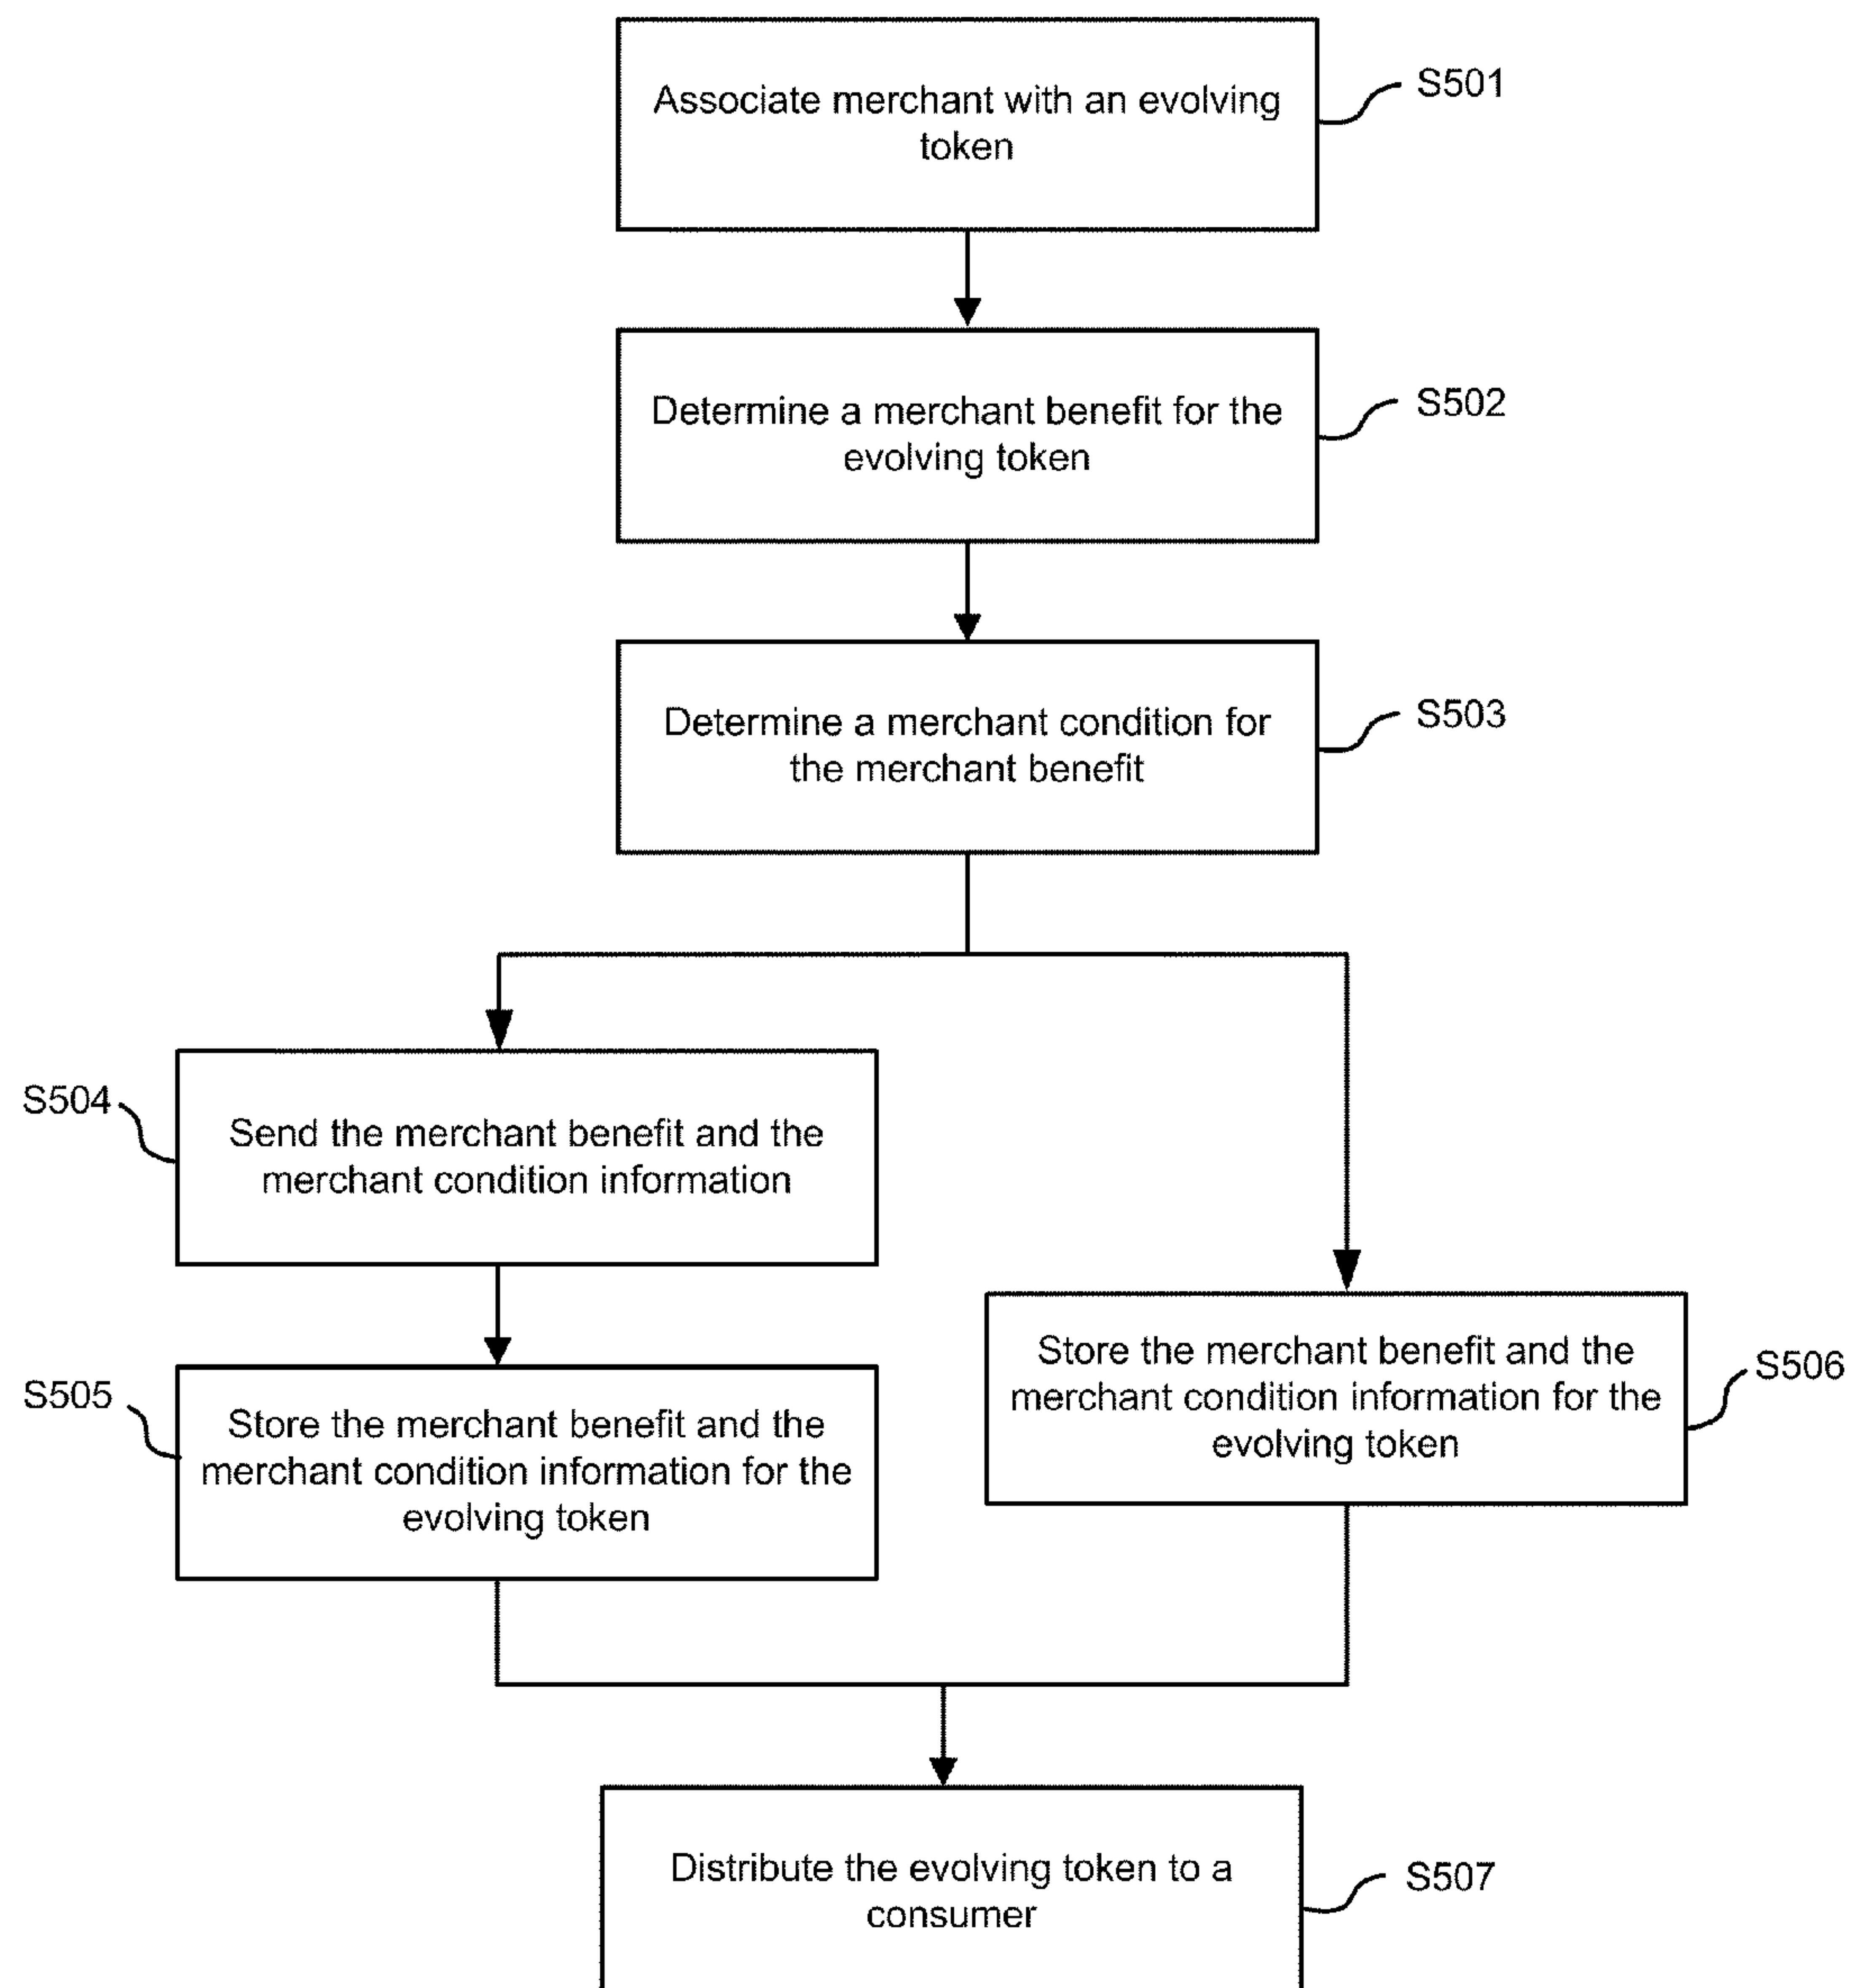 Associate merchant with an evolving
token
S501
Determine a merchant benefit for the
evolving token
S502
Determine a merchant condition for
the merchant benefit
S503
S504
Send the merchant benefit and the
merchant condition information
S505
Store the merchant benefit and the
merchant condition information for the
evolving token
Store the merchant benefit and the
merchant condition information for the
evolving token
S506
Distribute the evolving token to a
consumer
S507